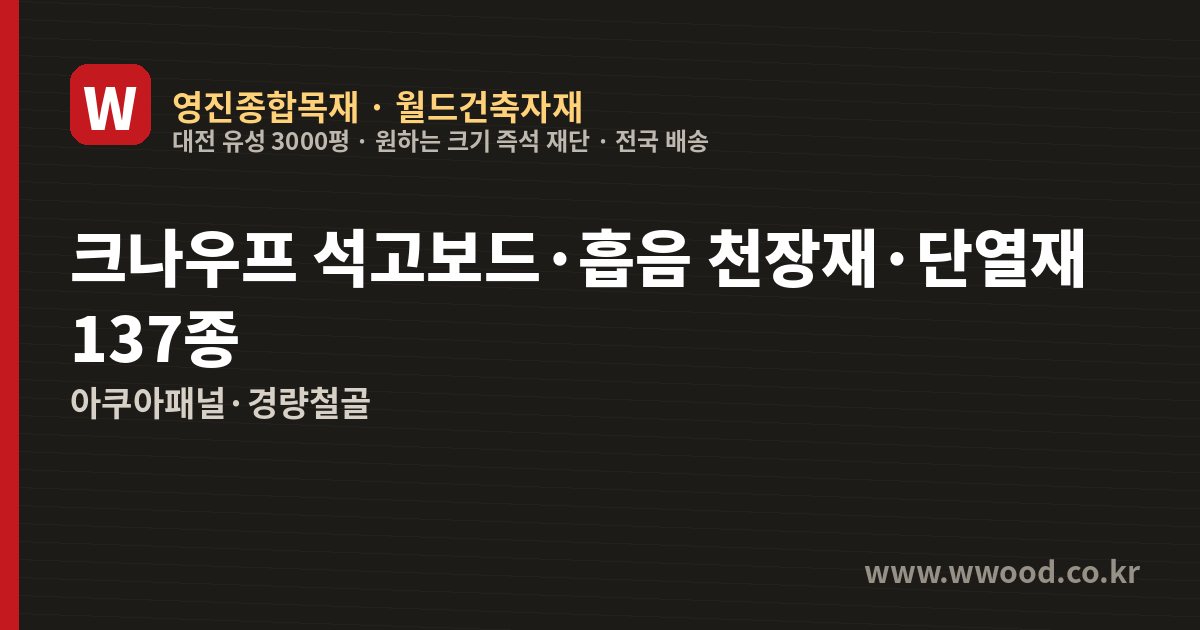 W
영진종합목재 · 월드건축자재
대전 유성 3000평 · 원하는 크기 즉석 재단 · 전국 배송
크나우프 석고보드·흡음 천장재·단열재
137종
아쿠아패널·경량철골
www.wwood.co.kr